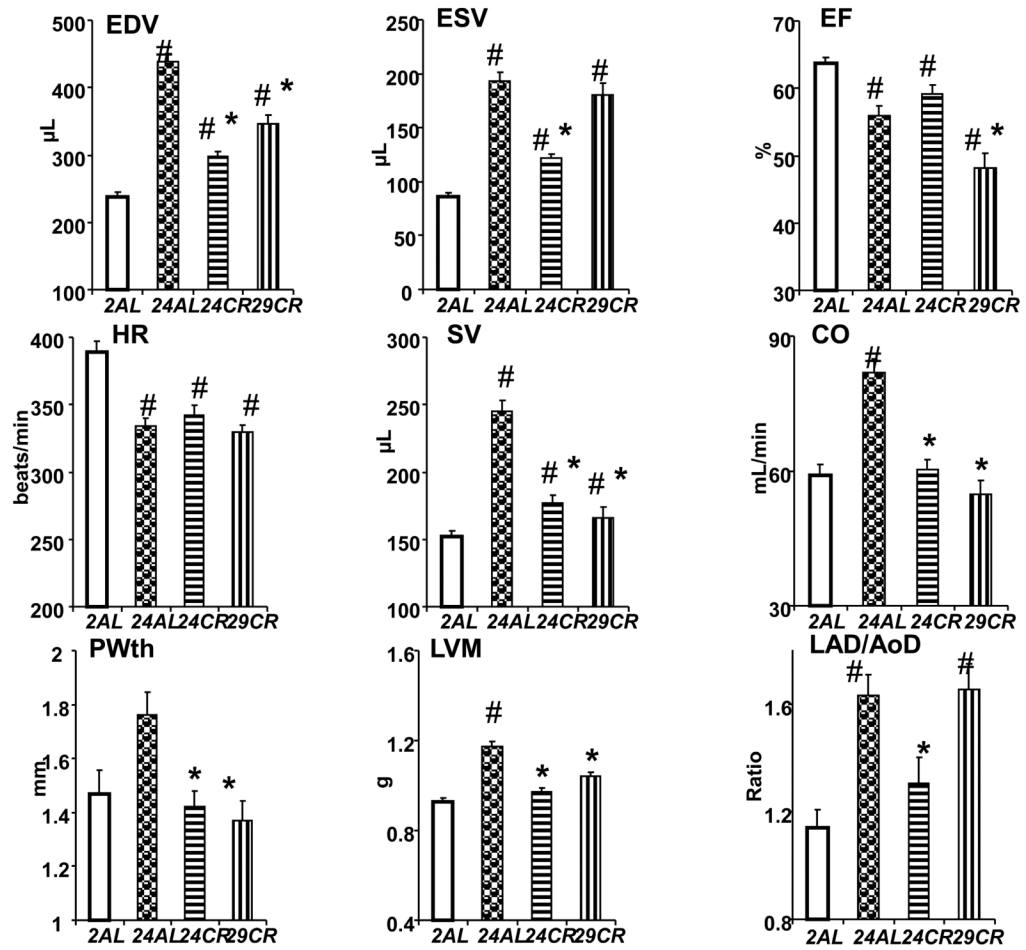 EDV
500
400
300
200
100
µL
#
# *
# *
2AL 24AL 24CR 29CR
ESV
250
200
150
100
50
0
µL
#
# *
#
2AL 24AL 24CR 29CR
EF
70
60
50
40
30
%
#
#
# *
2AL 24AL 24CR 29CR
HR
400
350
300
250
200
beats/min
#
#
#
2AL 24AL 24CR 29CR
SV
300
250
200
150
100
µL
#
# *
# *
2AL 24AL 24CR 29CR
CO
90
60
30
mL/min
#
*
*
2AL 24AL 24CR 29CR
PWth
2
1.8
1.6
1.4
1.2
1
mm
*
*
2AL 24AL 24CR 29CR
LVM
1.6
1.2
0.8
0.4
g
#
*
*
2AL 24AL 24CR 29CR
LAD/AoD
1.6
1.2
0.8
Ratio
#
*
#
2AL 24AL 24CR 29CR